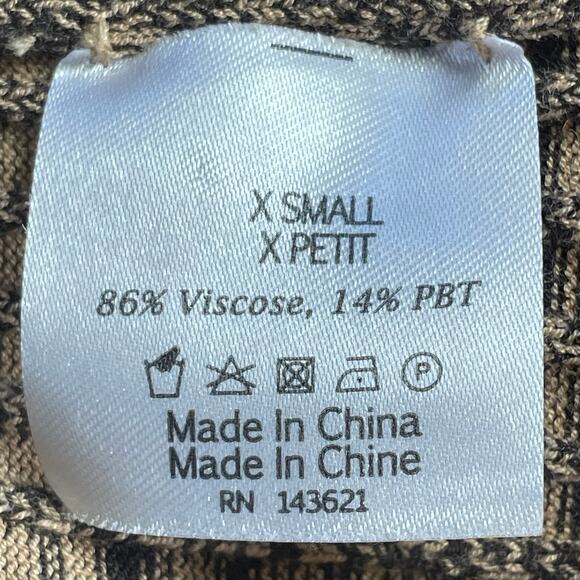 X SMALL
X PETIT
86% Viscose, 14% PBT
P
Made In China
Made In Chine
RN 143621